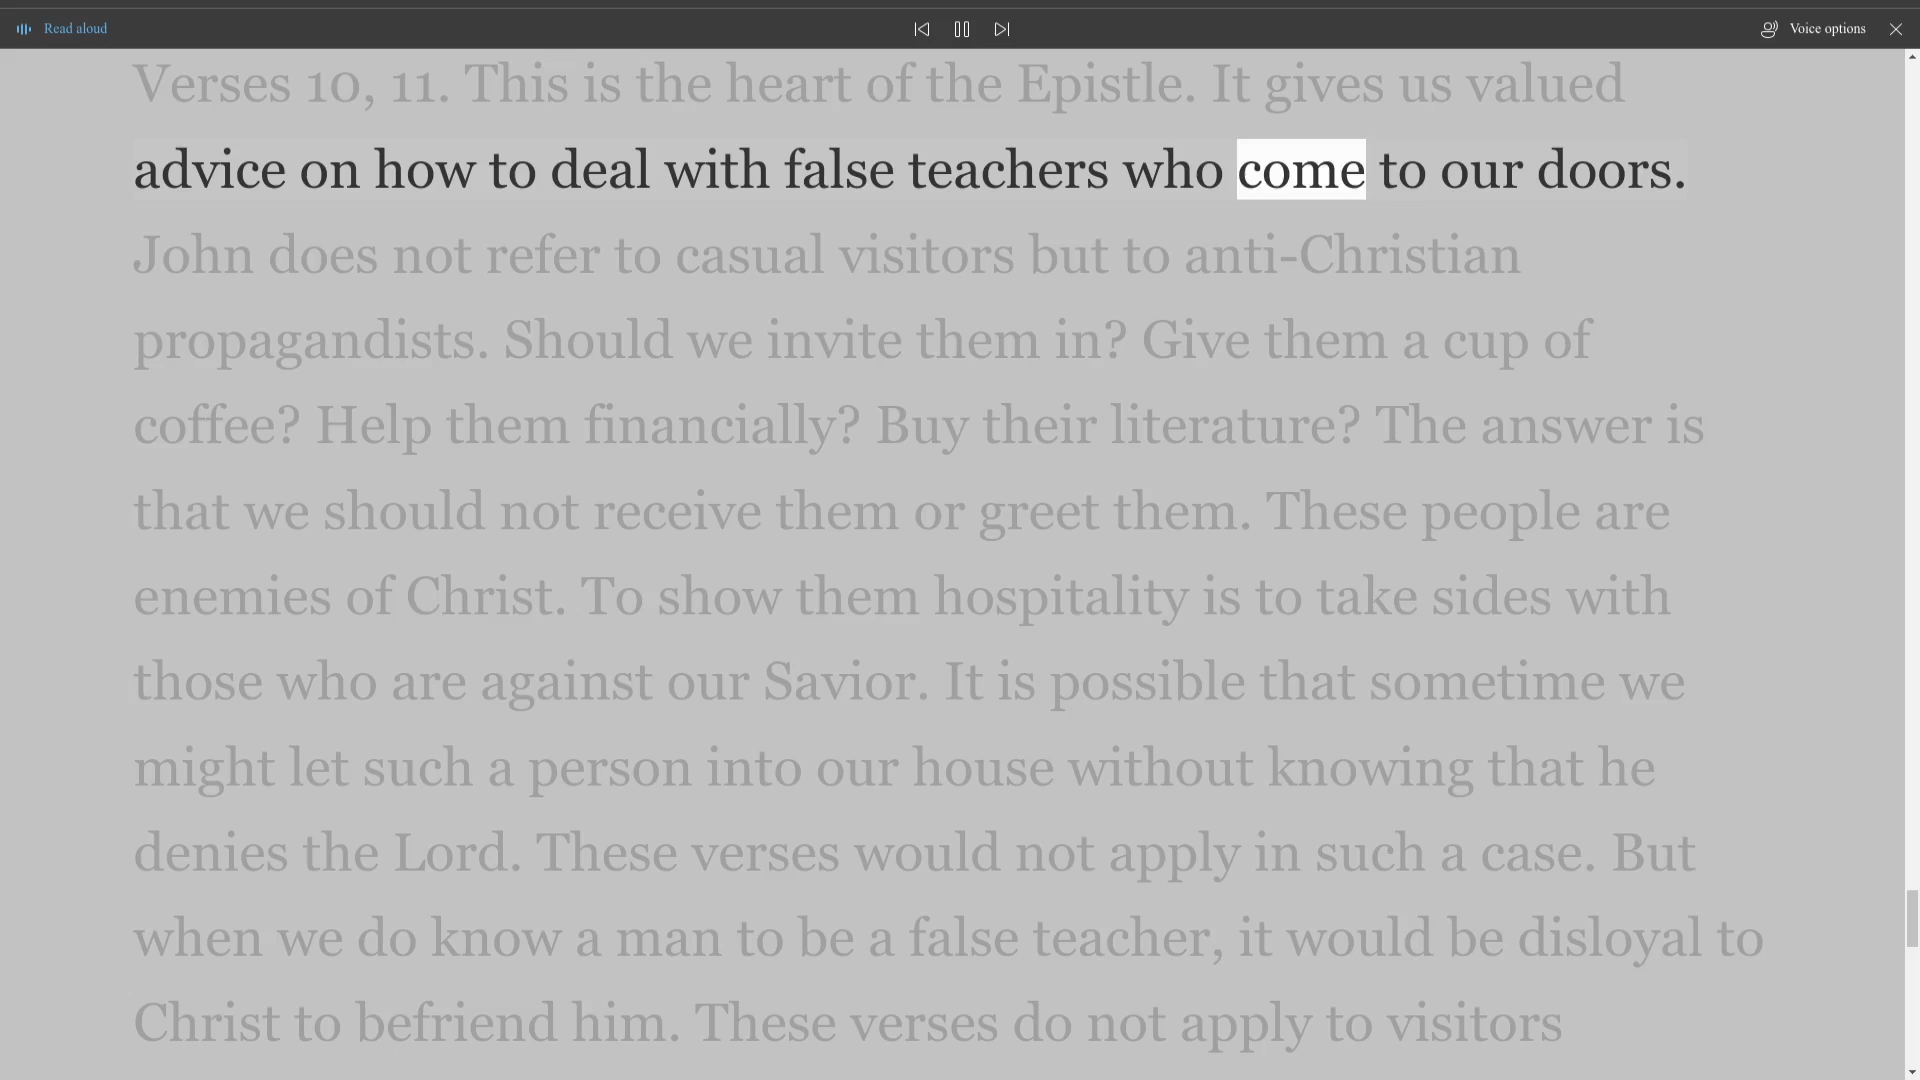 Read aloud
Voice options
Verses 10, 11. This is the heart of the Epistle. It gives us valued
advice on how to deal with false teachers who come to our doors.
John does not refer to casual visitors but to anti-Christian
propagandists. Should we invite them in? Give them a cup of
coffee? Help them financially? Buy their literature? The answer is
that we should not receive them or greet them. These people are
enemies of Christ. To show them hospitality is to take sides with
those who are against our Savior. It is possible that sometime we
might let such a person into our house without knowing that he
denies the Lord. These verses would not apply in such a case. But
when we do know a man to be a false teacher, it would be disloyal to
Christ to befriend him. These verses do not apply to visitors